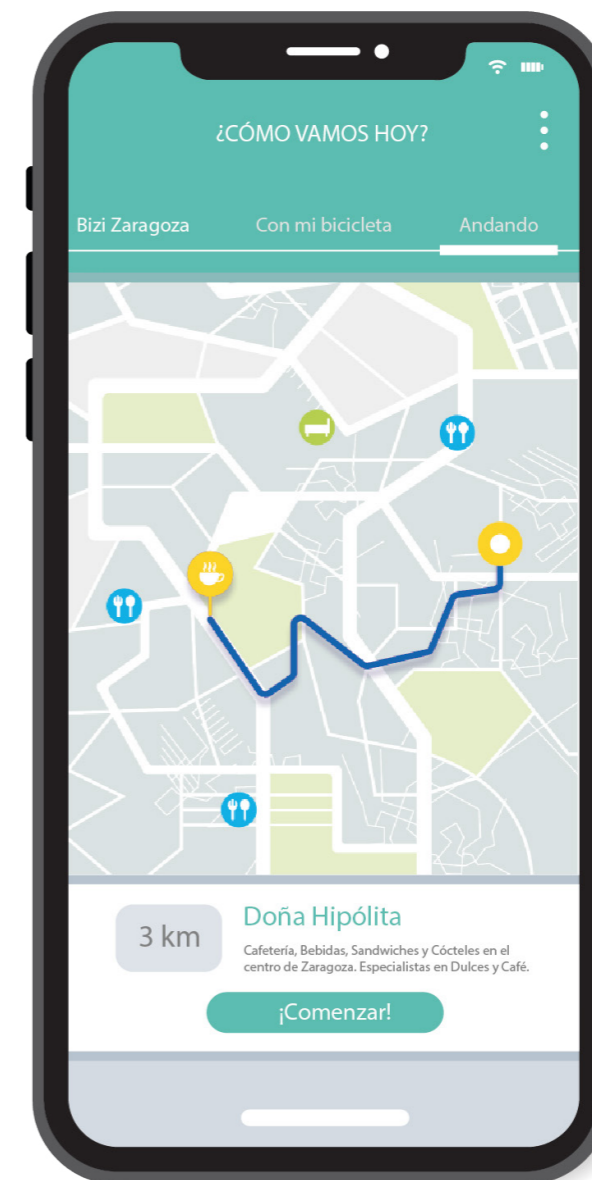 ¿CÓMO VAMOS HOY?
Bizi Zaragoza Con mi bicicleta Andando
3 km
Doña Hipólita
Cafetería, Bebidas, Sandwiches y Cócteles en el
centro de Zaragoza. Especialistas en Dulces y Café.
¡Comenzar!